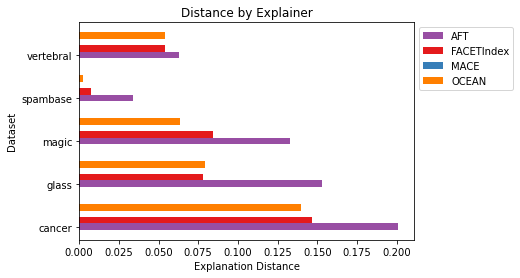 Distance by Explainer
AFT
FACETIndex
MACE
OCEAN
Dataset
vertebral
spambase
magic
glass
cancer
0.000 0.025 0.050 0.075 0.100 0.125 0.150 0.175 0.200
Explanation Distance